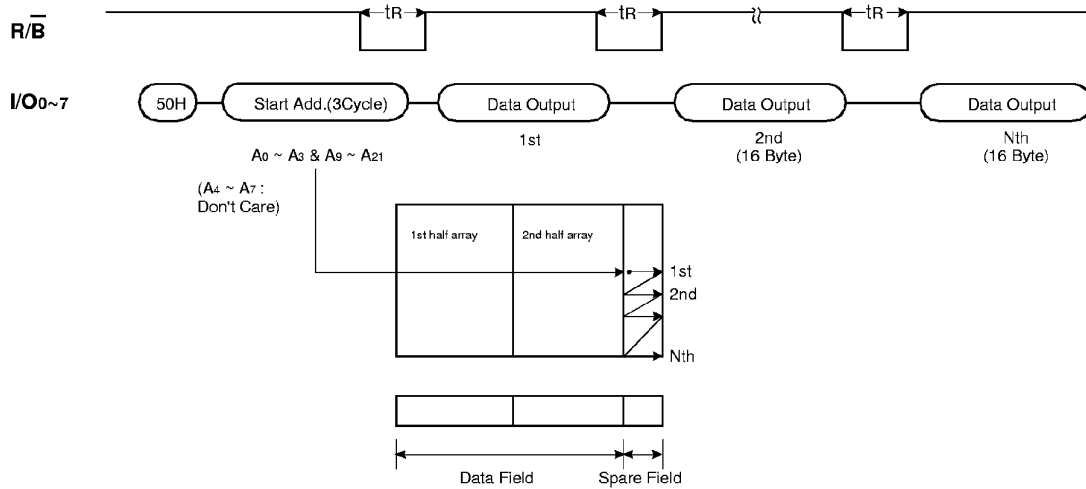 tR tR tR
R/B
I/O0~7
50H Start Add.(3Cycle) Data Output Data Output Data Output
1st 2nd Nth
(16 Byte) (16 Byte)
A0 ~ A3 & A9 ~ A21
(A4 ~ A7 :
Don't Care)
1st half array 2nd half array
1st
2nd
Nth
Data Field Spare Field